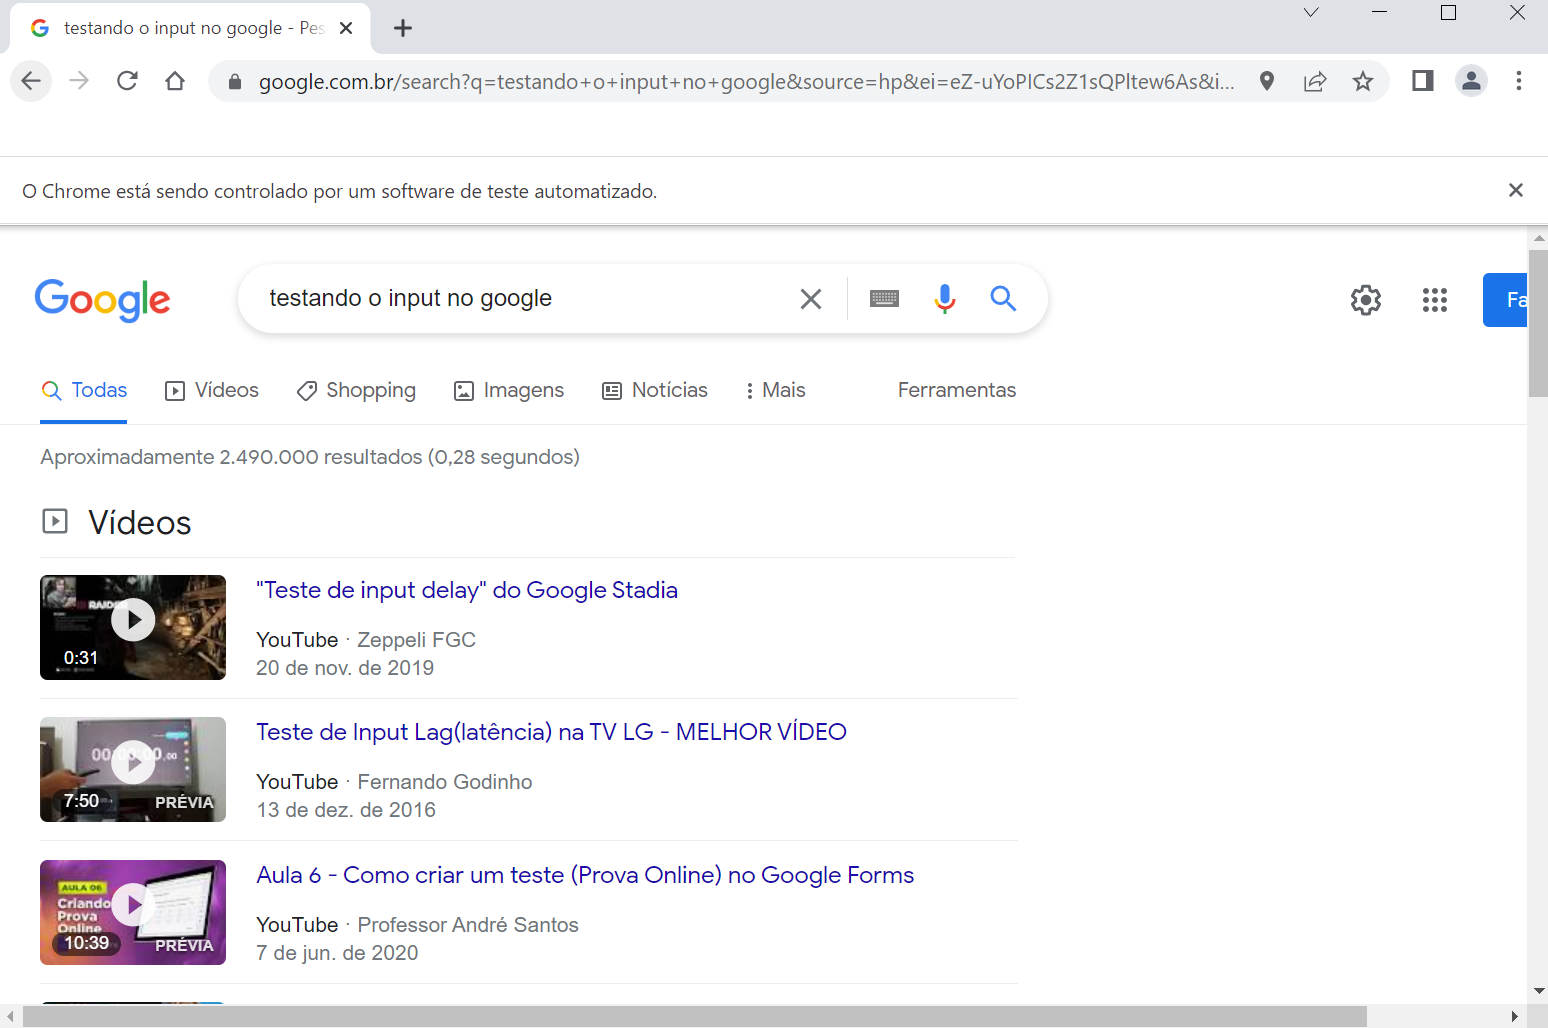 testando o input no google - Pes
google.com.br/search?q=testando+o+input+no+google&source=hp&ei=eZ-uYoPICs2Z1sQPltew6As&i...
O Chrome está sendo controlado por um software de teste automatizado.
Google
testando o input no google
Fa
Todas
Vídeos
Shopping
Imagens
Notícias
Mais
Ferramentas
Aproximadamente 2.490.000 resultados (0,28 segundos)
Vídeos
RAIDER
0:31
"Teste de input delay" do Google Stadia
YouTube · Zeppeli FGC
20 de nov. de 2019
7:50
PRÉVIA
Teste de Input Lag(latência) na TV LG - MELHOR VÍDEO
YouTube · Fernando Godinho
13 de dez. de 2016
AULA 06
Criando
Prova
Online
10:39
PRÉVIA
Aula 6 - Como criar um teste (Prova Online) no Google Forms
YouTube · Professor André Santos
7 de jun. de 2020